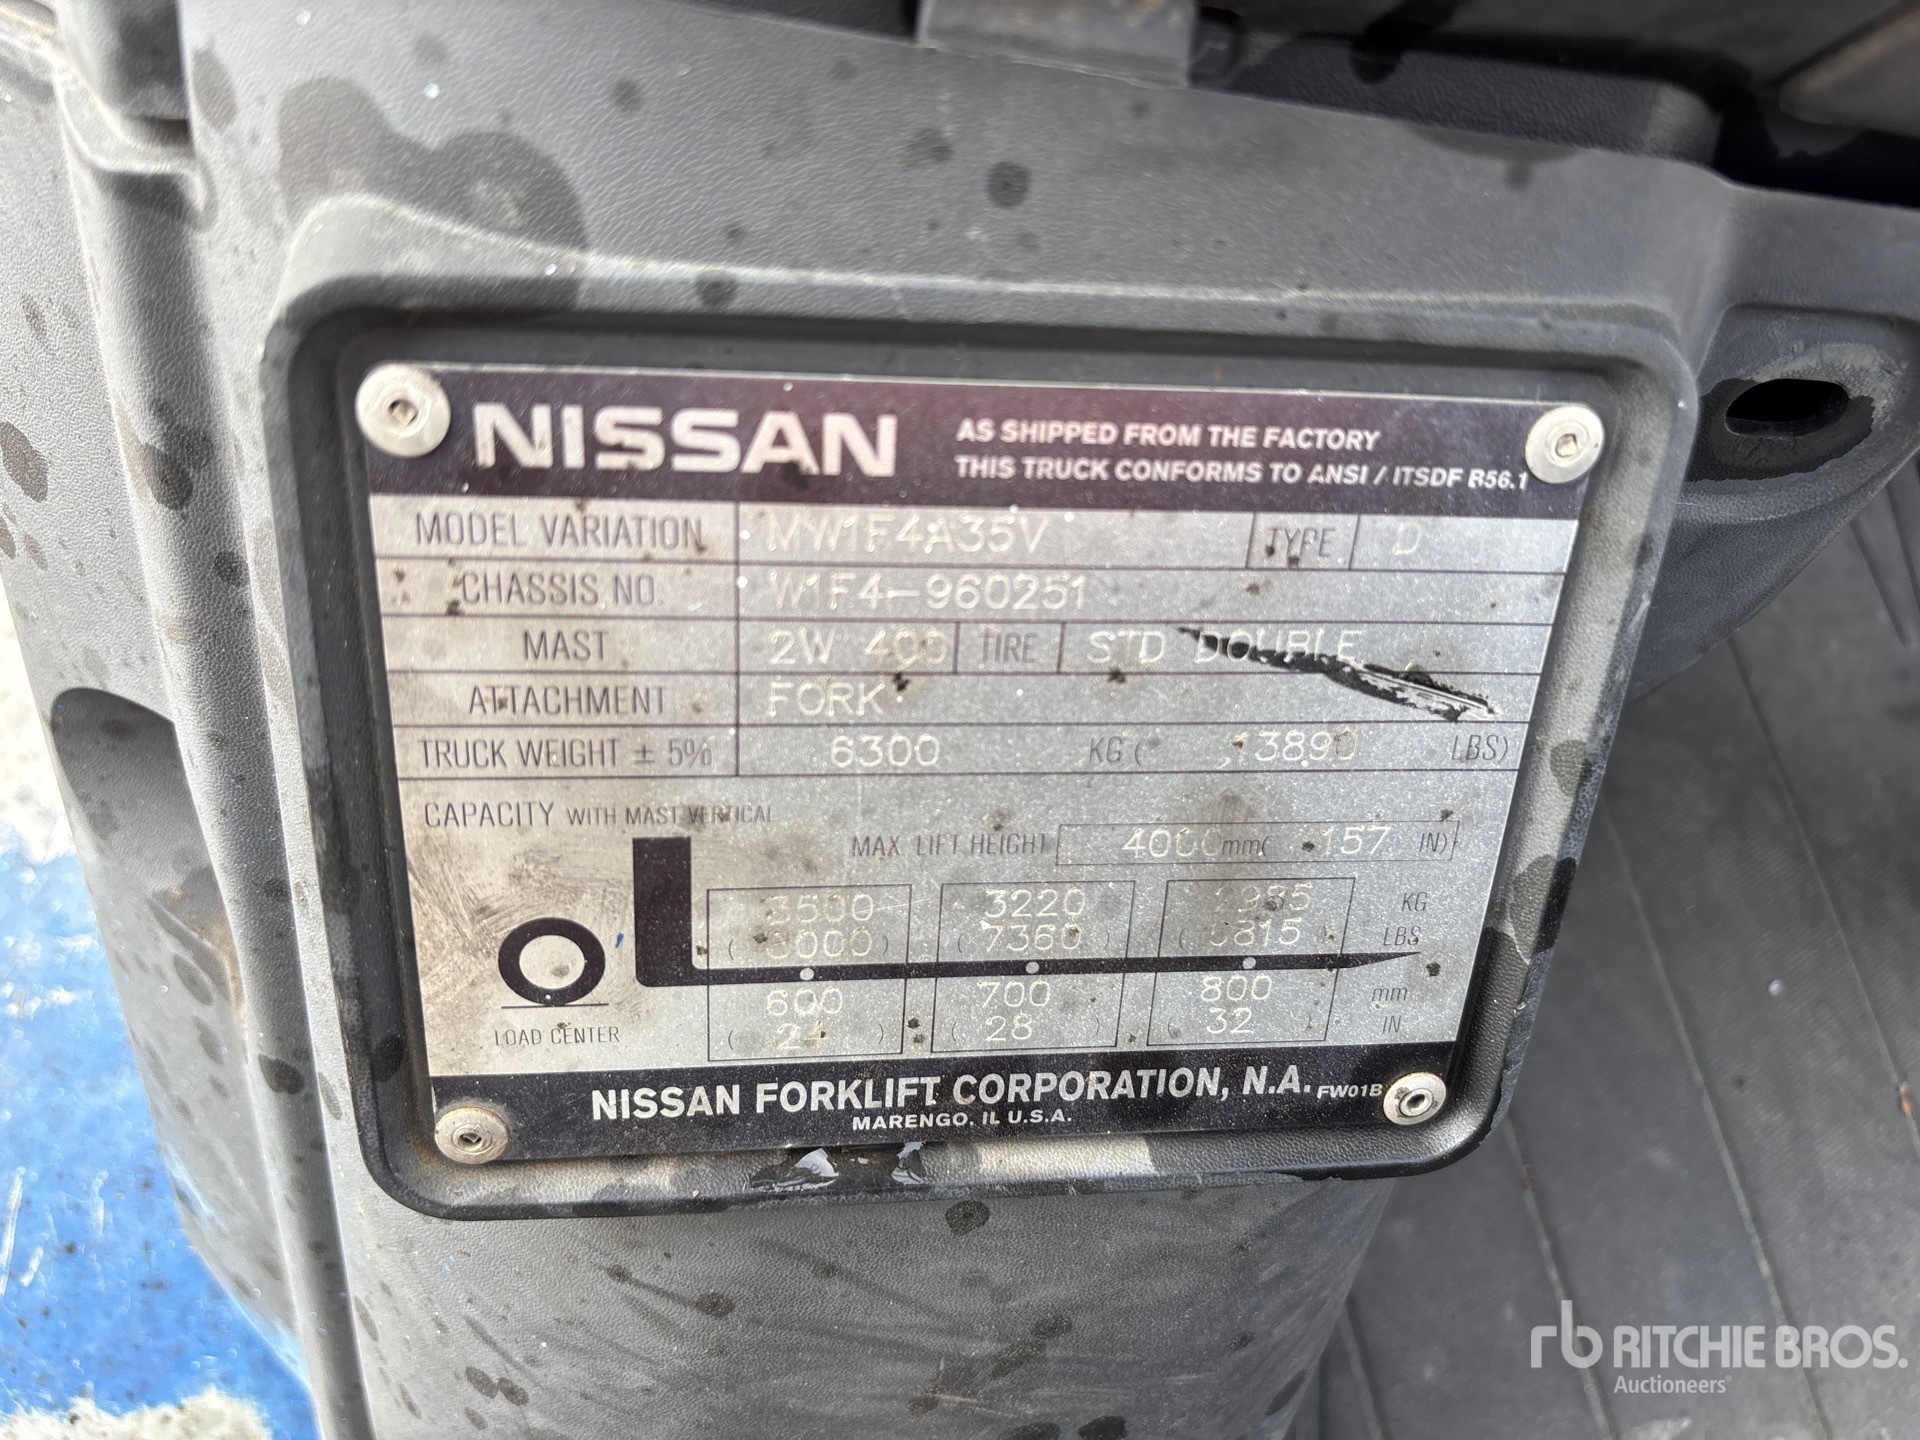 NISSAN
AS SHIPPED FROM THE FACTORY
THIS TRUCK CONFORMS TO ANSI / ITSDF B56.1
MODEL VARIATION MW1F4A35V TYPE D
CHASSIS NO. W1F4-960251
MAST 2W 400 TIRE STD DOUBLE
ATTACHMENT FORK
TRUCK WEIGHT ± 5% 6300 KG ( 13890 LBS)
CAPACITY WITH MAST VERTICAL
MAX. LIFT HEIGHT 4000mm( 157 IN)
3500 3220 KG
( ) ( 7360 ) ( ) LBS
600 700 800 mm
( 24 ) ( 28 ) ( 32 ) IN
LOAD CENTER
NISSAN FORKLIFT CORPORATION, N.A. FW01B
MARENGO, IL U.S.A.
rb RITCHIE BROS.
Auctioneers